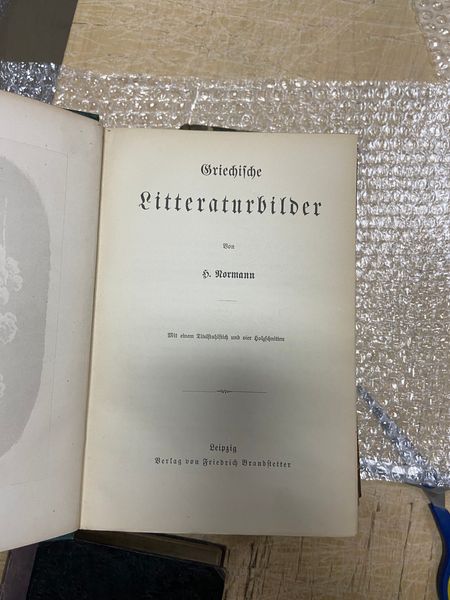 Griechische
Litteraturbilder
Von
H. Normann
Mit einem Titelstahlstich und vier Holzschnitten
Leipzig
Verlag von Friedrich Brandstetter